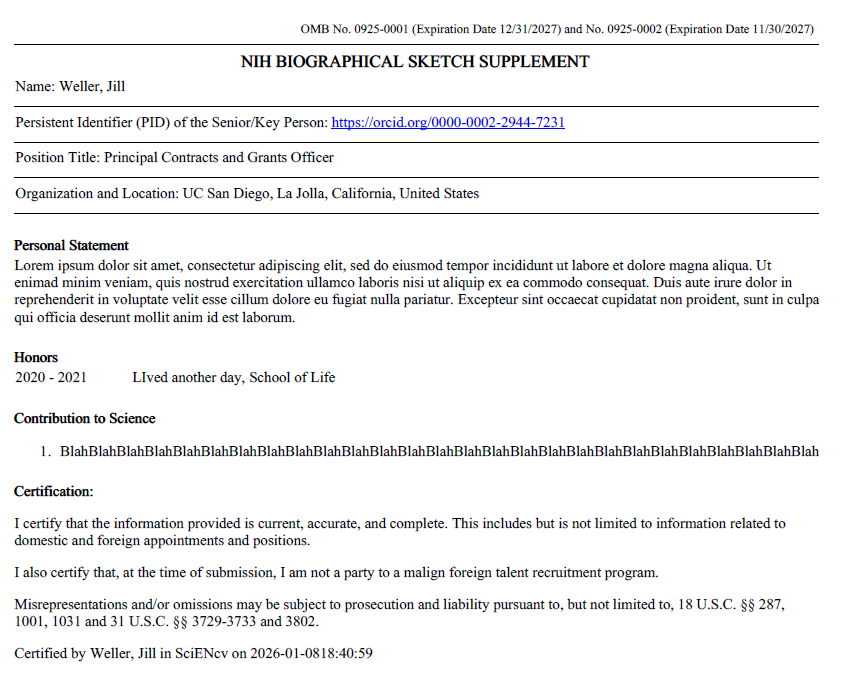 OMB No. 0925-0001 (Expiration Date 12/31/2027) and No. 0925-0002 (Expiration Date 11/30/2027)
NIH BIOGRAPHICAL SKETCH SUPPLEMENT
Name: Weller, Jill
Persistent Identifier (PID) of the Senior/Key Person: https://orcid.org/0000-0002-2944-7231
Position Title: Principal Contracts and Grants Officer
Organization and Location: UC San Diego, La Jolla, California, United States
Personal Statement
Lorem ipsum dolor sit amet, consectetur adipiscing elit, sed do eiusmod tempor incididunt ut labore et dolore magna aliqua. Ut
enimad minim veniam, quis nostrud exercitation ullamco laboris nisi ut aliquip ex ea commodo consequat. Duis aute irure dolor in
reprehenderit in voluptate velit esse cillum dolore eu fugiat nulla pariatur. Excepteur sint occaecat cupidatat non proident, sunt in culpa
qui officia deserunt mollit anim id est laborum.
Honors
2020 - 2021 LIved another day, School of Life
Contribution to Science
1. BlahBlahBlahBlahBlahBlahBlahBlahBlahBlahBlahBlahBlahBlahBlahBlahBlahBlahBlahBlahBlahBlahBlahBlahBlahBlahBlah
Certification:
I certify that the information provided is current, accurate, and complete. This includes but is not limited to information related to
domestic and foreign appointments and positions.
I also certify that, at the time of submission, I am not a party to a malign foreign talent recruitment program.
Misrepresentations and/or omissions may be subject to prosecution and liability pursuant to, but not limited to, 18 U.S.C. §§ 287,
1001, 1031 and 31 U.S.C. §§ 3729-3733 and 3802.
Certified by Weller, Jill in SciENcv on 2026-01-0818:40:59